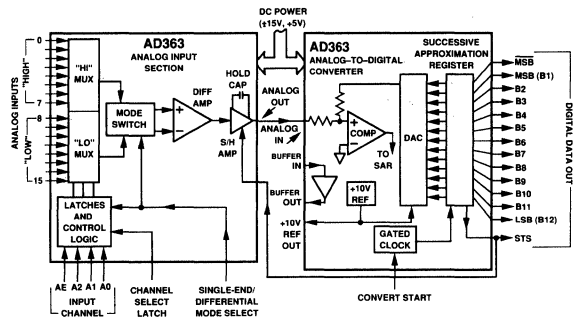 DC POWER
(±15V, +5V)
AD363
ANALOG INPUT
SECTION
ANALOG INPUTS
"HIGH"
"LOW"
0
7
8
15
"HI"
MUX
"LO"
MUX
MODE
SWITCH
DIFF
AMP
HOLD
CAP
S/H
AMP
LATCHES
AND
CONTROL
LOGIC
AE A2 A1 A0
INPUT
CHANNEL
CHANNEL
SELECT
LATCH
SINGLE-END/
DIFFERENTIAL
MODE SELECT
ANALOG
OUT
ANALOG
IN
AD363
ANALOG-TO-DIGITAL
CONVERTER
SUCCESSIVE
APPROXIMATION
REGISTER
COMP
TO
SAR
DAC
BUFFER
IN
BUFFER
OUT
+10V
REF
OUT
+10V
REF
GATED
CLOCK
CONVERT START
MSB
MSB (B1)
B2
B3
B4
B5
B6
B7
B8
B9
B10
B11
LSB (B12)
STS
DIGITAL DATA OUT